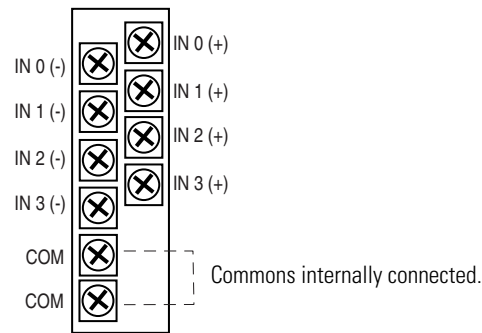 IN 0 (+)
IN 0 (-)
IN 1 (+)
IN 1 (-)
IN 2 (+)
IN 2 (-)
IN 3 (+)
IN 3 (-)
COM
Commons internally connected.
COM